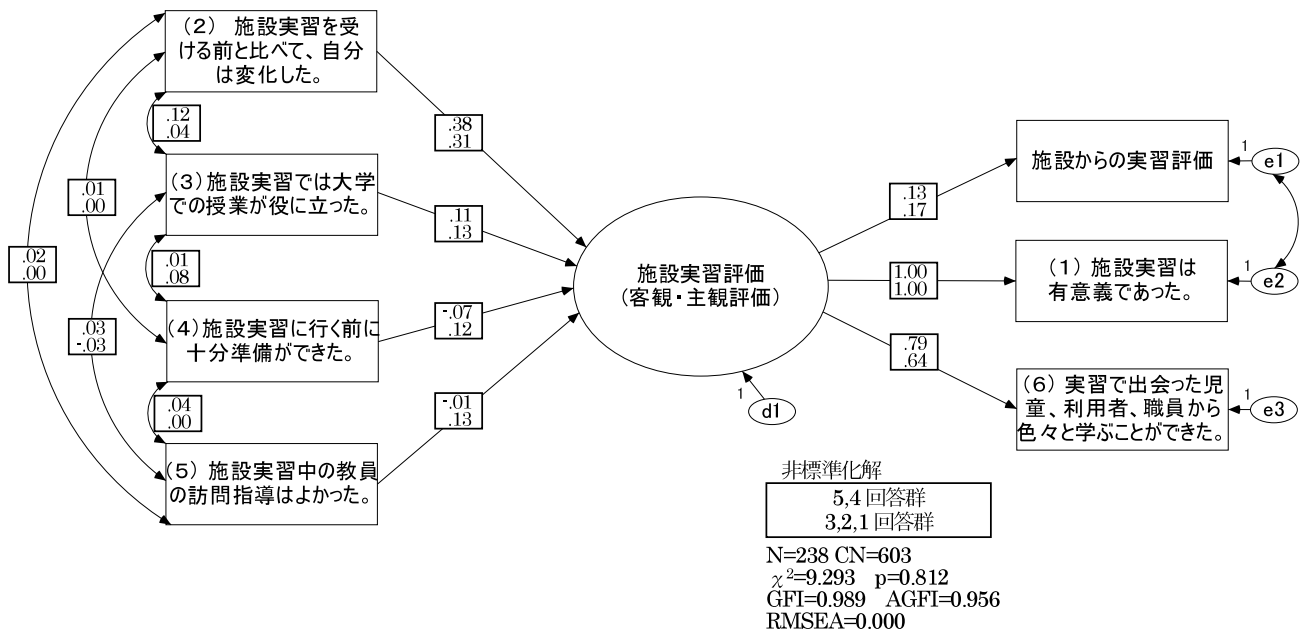 (2) 施設実習を受
ける前と比べて、自分
は変化した。
.12
.04
(3)施設実習では大学
での授業が役に立った。
.01
.08
(4)施設実習に行く前に
十分準備ができた。
.04
.00
(5) 施設実習中の教員
の訪問指導はよかった。
.01
.00
.02
.00
.03
-.03
.38
.31
.11
.13
-.07
.12
-.01
.13
施設実習評価
(客観・主観評価)
1
d1
.13
.17
1.00
1.00
.79
.64
施設からの実習評価
1
e1
(1) 施設実習は
有意義であった。
1
e2
(6) 実習で出会った児
童、利用者、職員から
色々と学ぶことができた。
1
e3
非標準化解
5,4 回答群
3,2,1 回答群
N=238 CN=603
χ²=9.293 p=0.812
GFI=0.989 AGFI=0.956
RMSEA=0.000